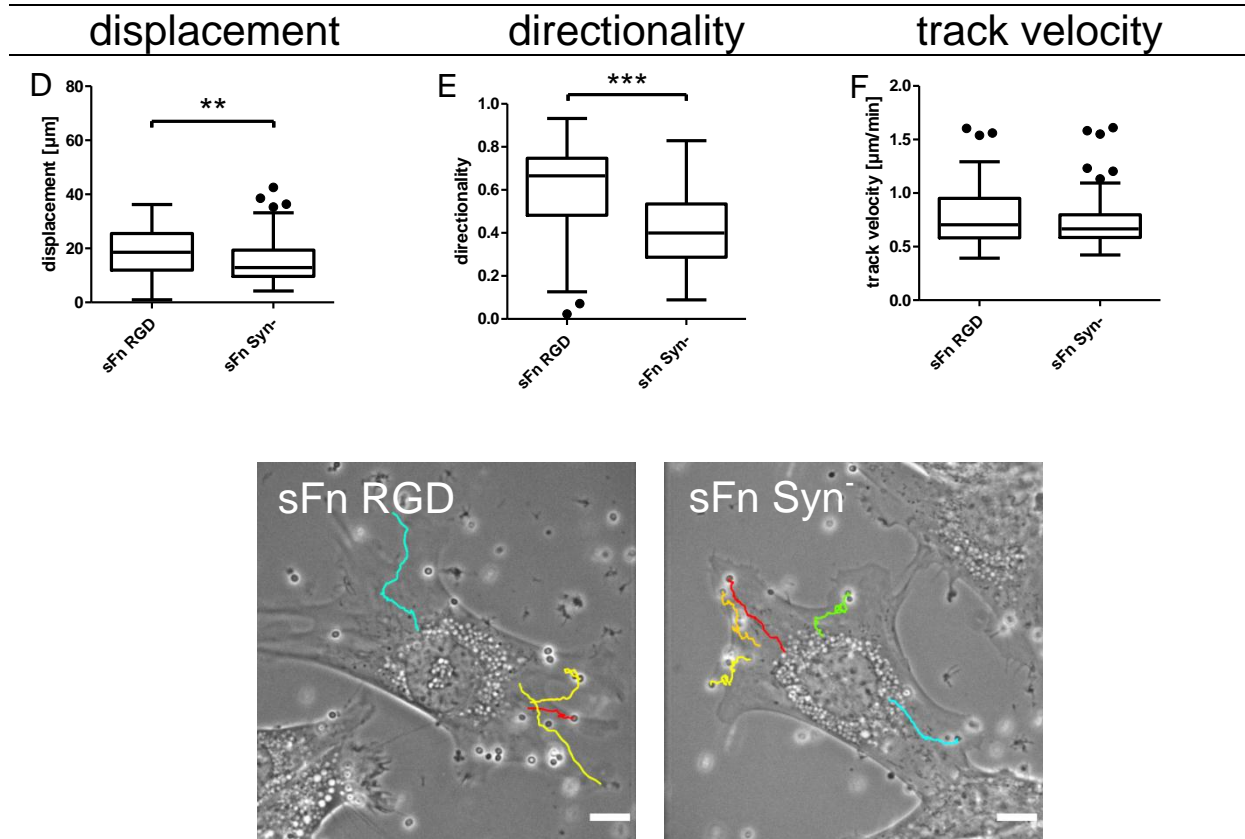 displacement directionality track velocity
D
displacement [µm]
80
60
40
20
0
**
sFn RGD
sFn Syn-
E
directionality
1.0
0.8
0.6
0.4
0.2
0.0
***
sFn RGD
sFn Syn-
F
track velocity [µm/min]
2.0
1.5
1.0
0.5
0.0
sFn RGD
sFn Syn-
sFn RGD
sFn Syn⁻